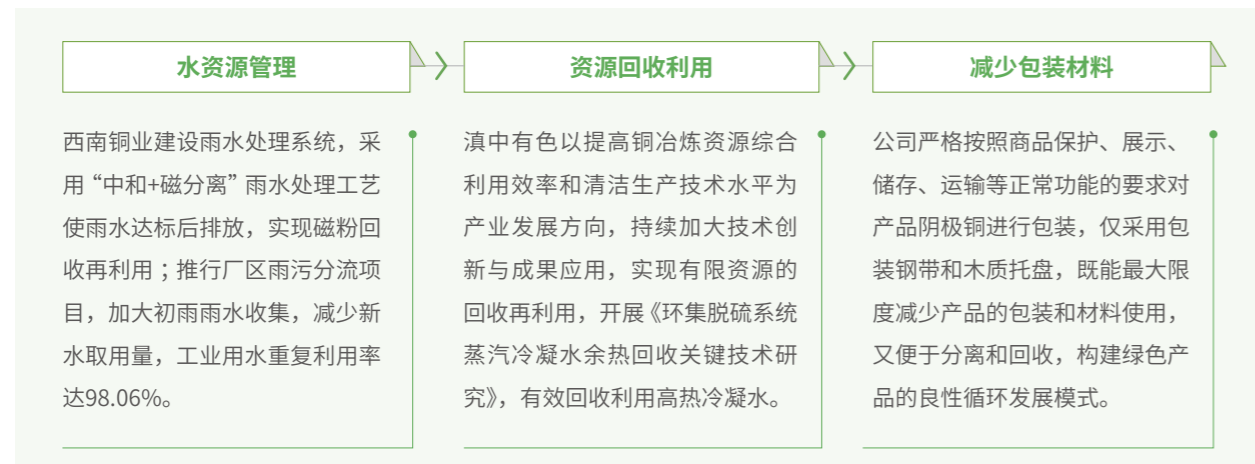 水资源管理
西南铜业建设雨水处理系统，采
用“中和+磁分离”雨水处理工艺
使雨水达标后排放，实现磁粉回
收再利用；推行厂区雨污分流项
目，加大初雨雨水收集，减少新
水取用量，工业用水重复利用率
达98.06%。
资源回收利用
滇中有色以提高铜冶炼资源综合
利用效率和清洁生产技术水平为
产业发展方向，持续加大技术创
新与成果应用，实现有限资源的
回收再利用，开展《环集脱硫系统
蒸汽冷凝水余热回收关键技术研
究》，有效回收利用高热冷凝水。
减少包装材料
公司严格按照商品保护、展示、
储存、运输等正常功能的要求对
产品阴极铜进行包装，仅采用包
装钢带和木质托盘，既能最大限
度减少产品的包装和材料使用，
又便于分离和回收，构建绿色产
品的良性循环发展模式。